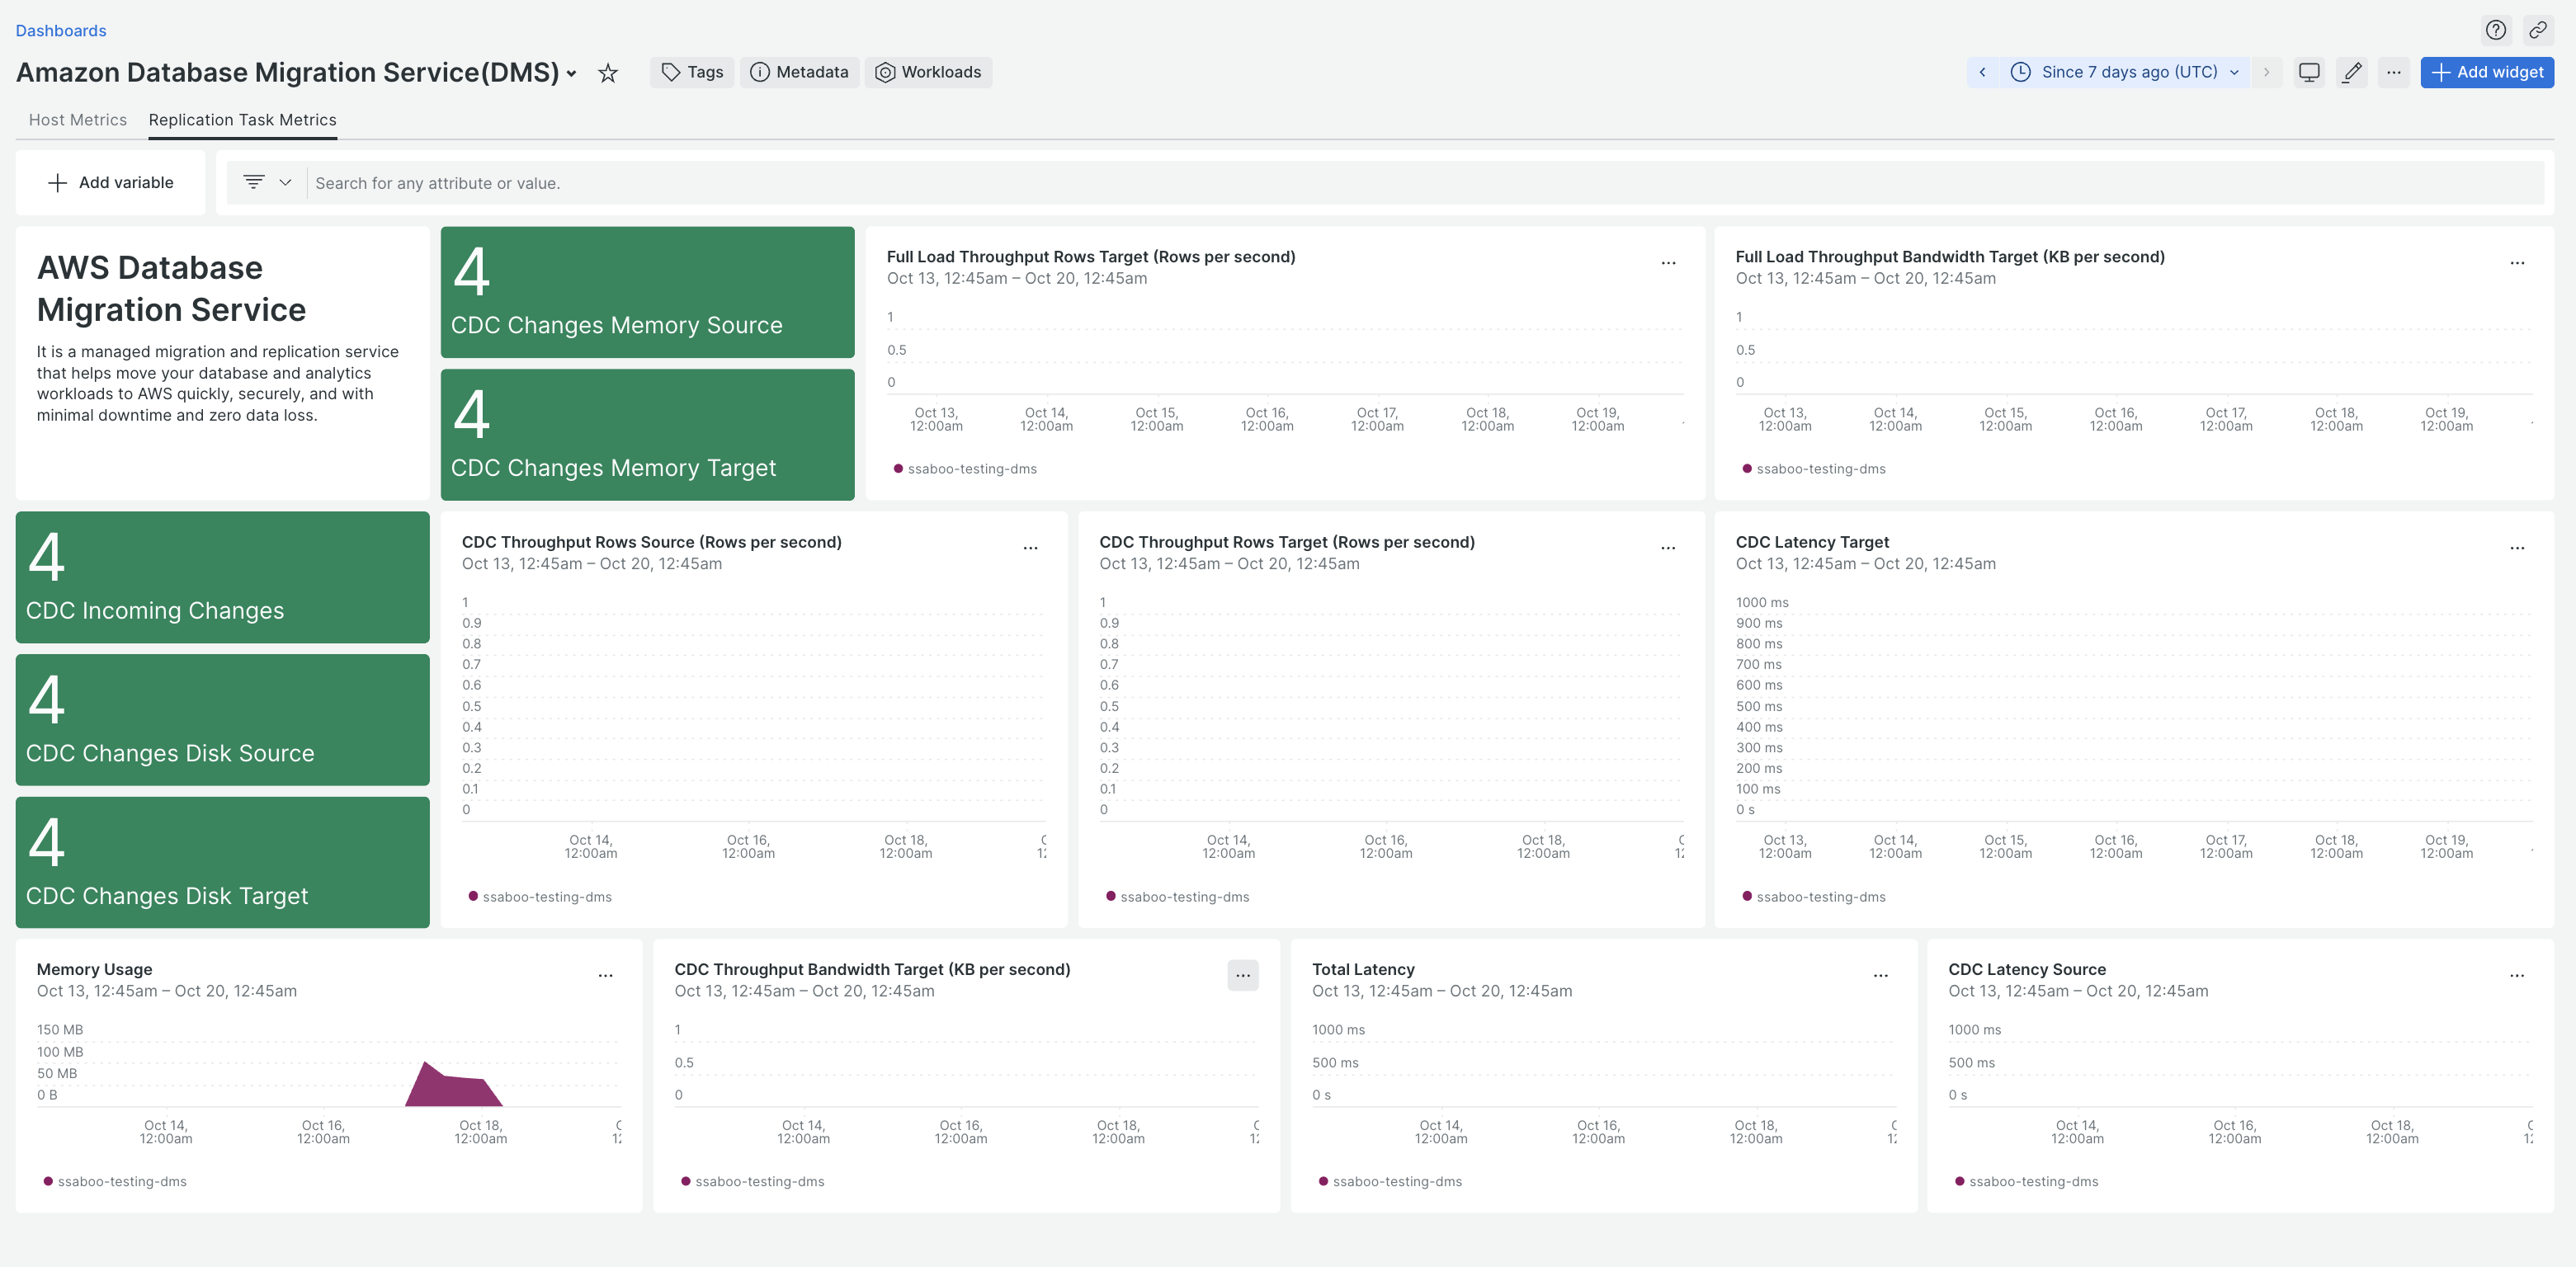 Dashboards
Amazon Database Migration Service(DMS)
Tags
Metadata
Workloads
Since 7 days ago (UTC)
Add widget
Host Metrics
Replication Task Metrics
Add variable
Search for any attribute or value.
AWS Database
Migration Service
It is a managed migration and replication service
that helps move your database and analytics
workloads to AWS quickly, securely, and with
minimal downtime and zero data loss.
4
CDC Changes Memory Source
4
CDC Changes Memory Target
Full Load Throughput Rows Target (Rows per second)
Oct 13, 12:45am – Oct 20, 12:45am
1
0.5
0
Oct 13, Oct 14, Oct 15, Oct 16, Oct 17, Oct 18, Oct 19,
12:00am 12:00am 12:00am 12:00am 12:00am 12:00am 12:00am
ssaboo-testing-dms
Full Load Throughput Bandwidth Target (KB per second)
Oct 13, 12:45am – Oct 20, 12:45am
1
0.5
0
Oct 13, Oct 14, Oct 15, Oct 16, Oct 17, Oct 18, Oct 19,
12:00am 12:00am 12:00am 12:00am 12:00am 12:00am 12:00am
ssaboo-testing-dms
4
CDC Incoming Changes
4
CDC Changes Disk Source
4
CDC Changes Disk Target
CDC Throughput Rows Source (Rows per second)
Oct 13, 12:45am – Oct 20, 12:45am
1
0.9
0.8
0.7
0.6
0.5
0.4
0.3
0.2
0.1
0
Oct 14, Oct 16, Oct 18,
12:00am 12:00am 12:00am
ssaboo-testing-dms
CDC Throughput Rows Target (Rows per second)
Oct 13, 12:45am – Oct 20, 12:45am
1
0.9
0.8
0.7
0.6
0.5
0.4
0.3
0.2
0.1
0
Oct 14, Oct 16, Oct 18,
12:00am 12:00am 12:00am
ssaboo-testing-dms
CDC Latency Target
Oct 13, 12:45am – Oct 20, 12:45am
1000 ms
900 ms
800 ms
700 ms
600 ms
500 ms
400 ms
300 ms
200 ms
100 ms
0 s
Oct 13, Oct 14, Oct 15, Oct 16, Oct 17, Oct 18, Oct 19,
12:00am 12:00am 12:00am 12:00am 12:00am 12:00am 12:00am
ssaboo-testing-dms
Memory Usage
Oct 13, 12:45am – Oct 20, 12:45am
150 MB
100 MB
50 MB
0 B
Oct 14, Oct 16, Oct 18,
12:00am 12:00am 12:00am
ssaboo-testing-dms
CDC Throughput Bandwidth Target (KB per second)
Oct 13, 12:45am – Oct 20, 12:45am
1
0.5
0
Oct 14, Oct 16, Oct 18,
12:00am 12:00am 12:00am
ssaboo-testing-dms
Total Latency
Oct 13, 12:45am – Oct 20, 12:45am
1000 ms
500 ms
0 s
Oct 14, Oct 16, Oct 18,
12:00am 12:00am 12:00am
ssaboo-testing-dms
CDC Latency Source
Oct 13, 12:45am – Oct 20, 12:45am
1000 ms
500 ms
0 s
Oct 14, Oct 16, Oct 18,
12:00am 12:00am 12:00am
ssaboo-testing-dms